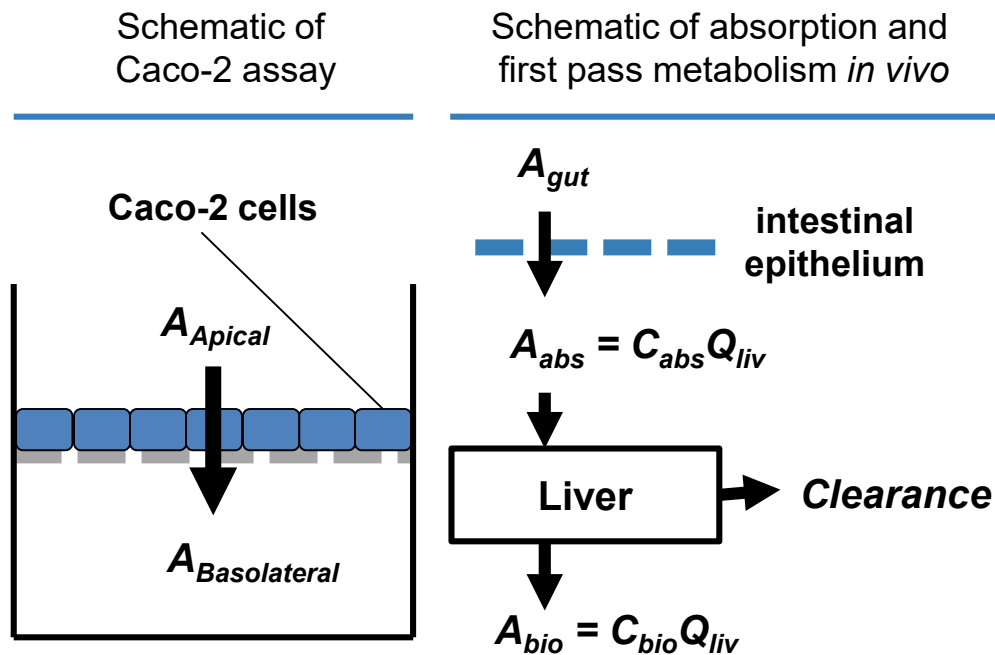 Schematic of
Caco-2 assay
Caco-2 cells
A_Apical
A_Basolateral
Schematic of absorption and
first pass metabolism in vivo
A_gut
intestinal
epithelium
A_abs = C_abs Q_liv
Liver
Clearance
A_bio = C_bio Q_liv